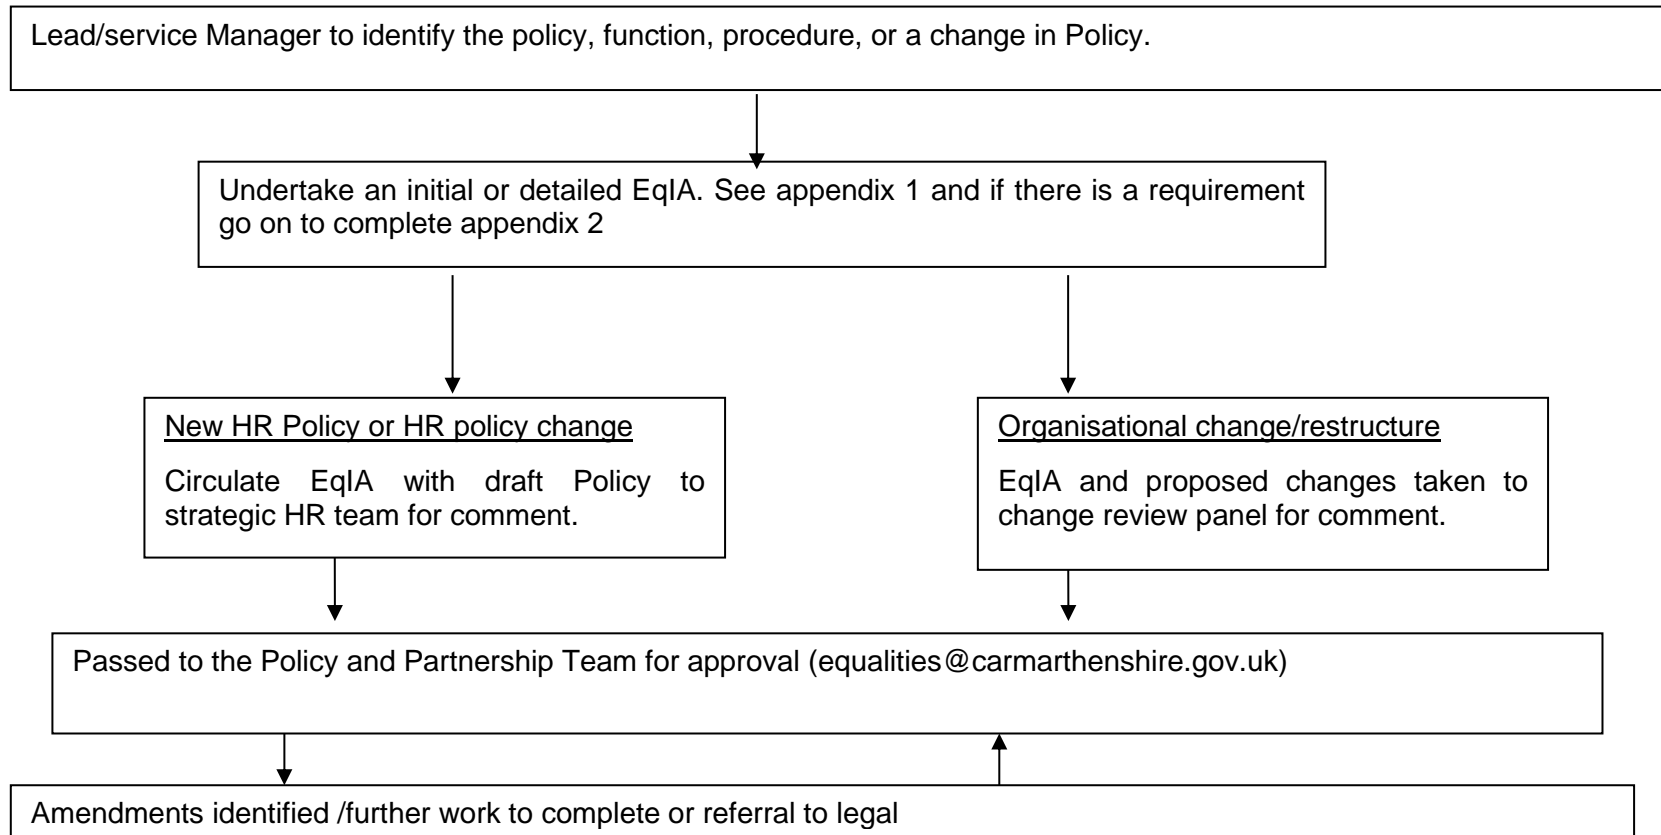 Lead/service Manager to identify the policy, function, procedure, or a change in Policy.
Undertake an initial or detailed EqIA. See appendix 1 and if there is a requirement
go on to complete appendix 2
New HR Policy or HR policy change
Circulate EqIA with draft Policy to
strategic HR team for comment.
Organisational change/restructure
EqIA and proposed changes taken to
change review panel for comment.
Passed to the Policy and Partnership Team for approval (equalities@carmarthenshire.gov.uk)
Amendments identified /further work to complete or referral to legal